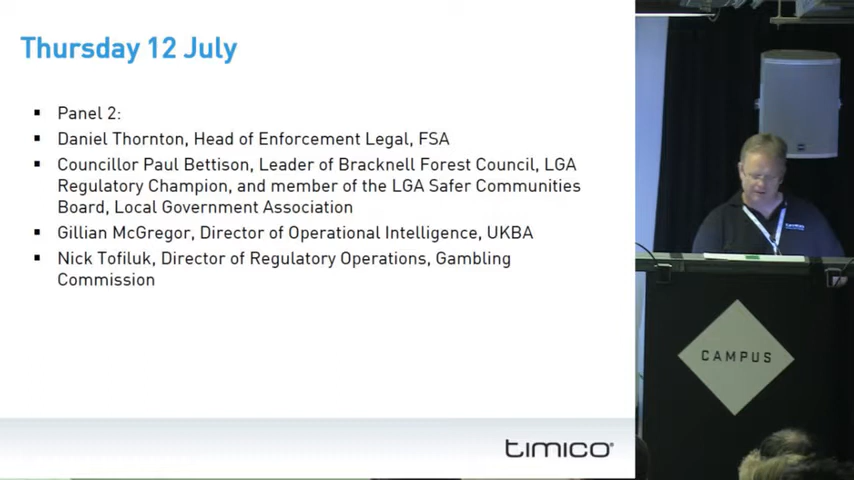 Thursday 12 July
▪ Panel 2:
▪ Daniel Thornton, Head of Enforcement Legal, FSA
▪ Councillor Paul Bettison, Leader of Bracknell Forest Council, LGA
Regulatory Champion, and member of the LGA Safer Communities
Board, Local Government Association
▪ Gillian McGregor, Director of Operational Intelligence, UKBA
▪ Nick Tofiluk, Director of Regulatory Operations, Gambling
Commission
timico
CAMPUS